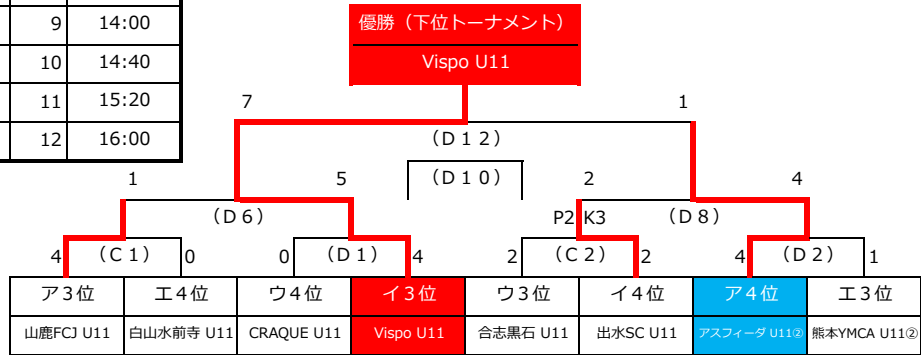 9 14:00
10 14:40
11 15:20
12 16:00
優勝（下位トーナメント）
Vispo U11
7 1
（D12）
（D10）
1 5 2 4
（D6） P2 K3 （D8）
4 （C1） 0 0 （D1） 4 2 （C2） 2 4 （D2） 1
ア3位 エ4位 ウ4位 イ3位 ウ3位 イ4位 ア4位 エ3位
山鹿FCJ U11 白山水前寺 U11 CRAQUE U11 Vispo U11 合志黒石 U11 出水SC U11 アスフィーダ U11② 熊本YMCA U11②